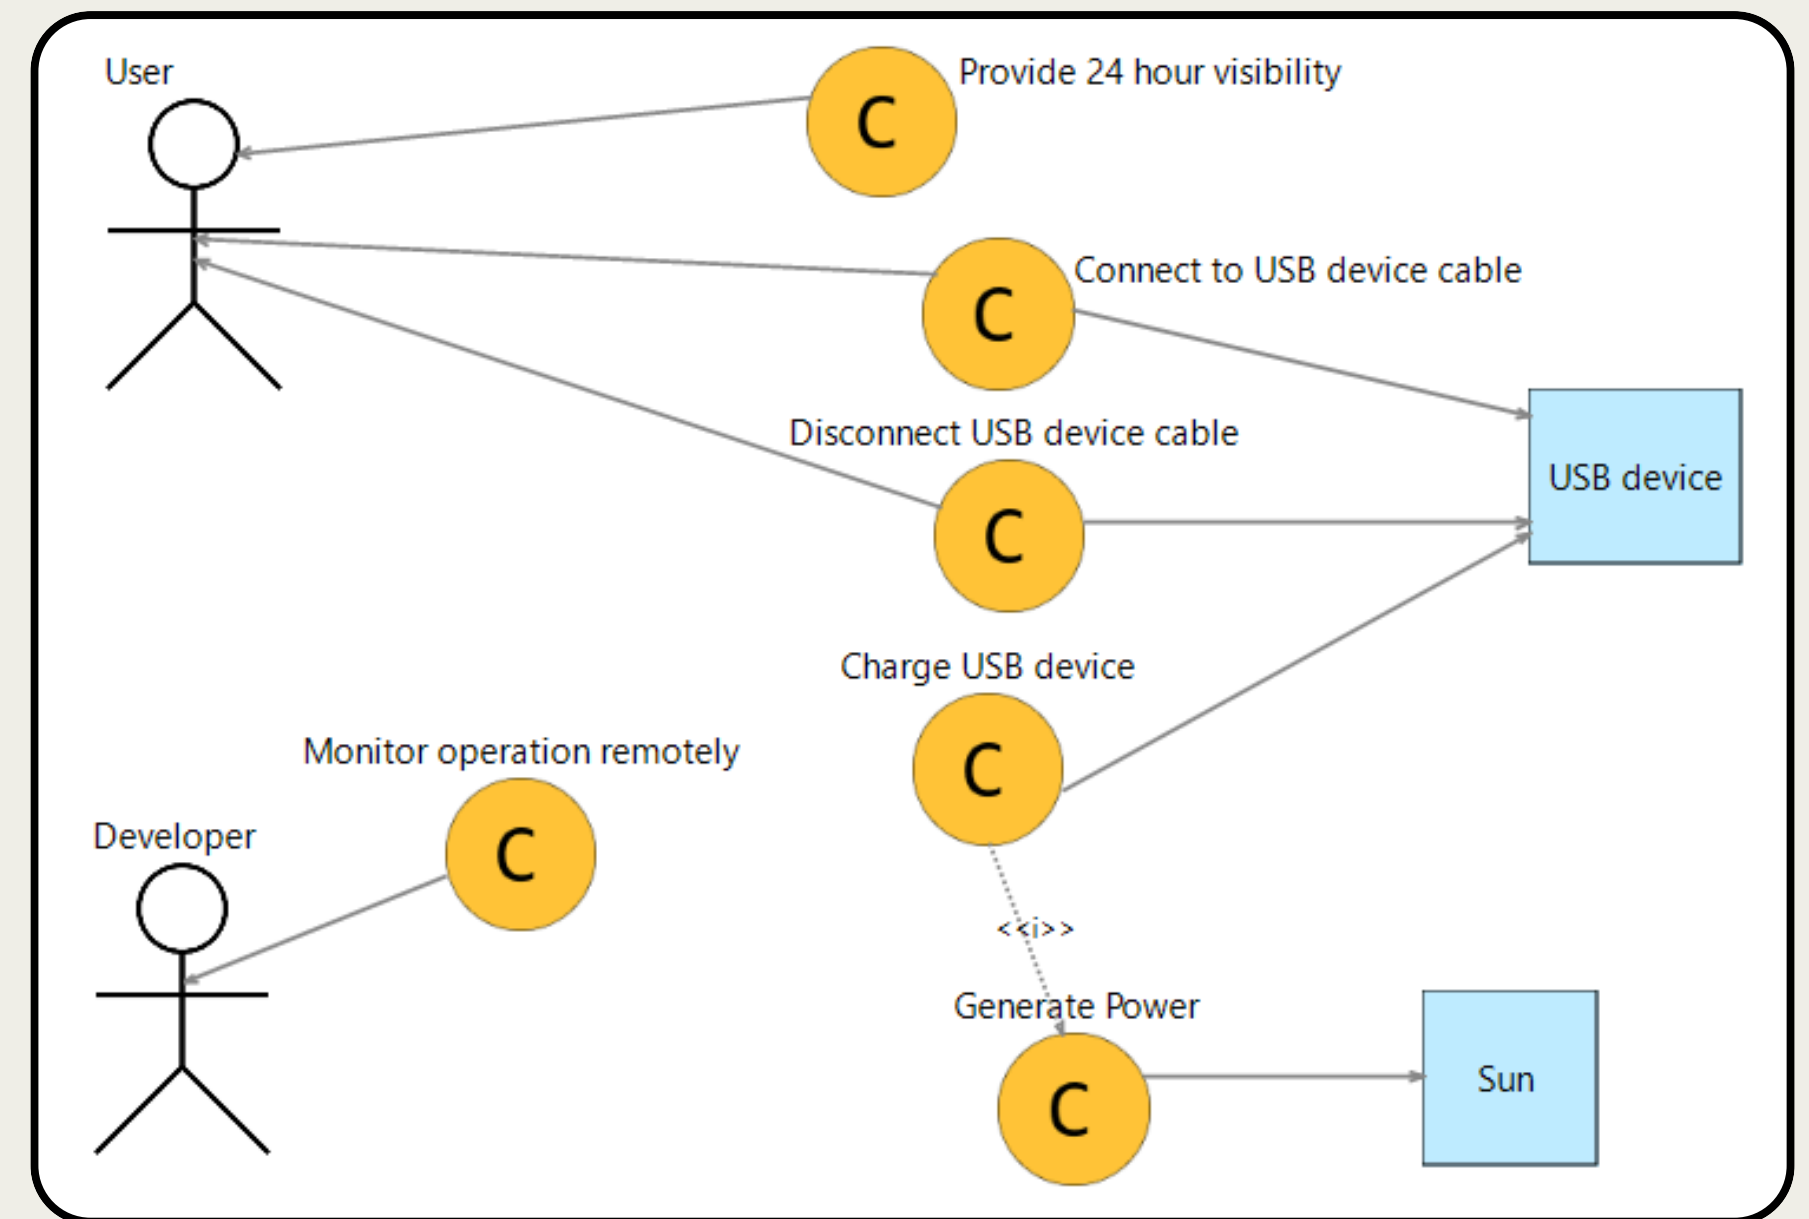 User
Provide 24 hour visibility
C
Connect to USB device cable
C
Disconnect USB device cable
USB device
C
Charge USB device
C
Monitor operation remotely
C
Developer
<<i>>
Generate Power
C
Sun